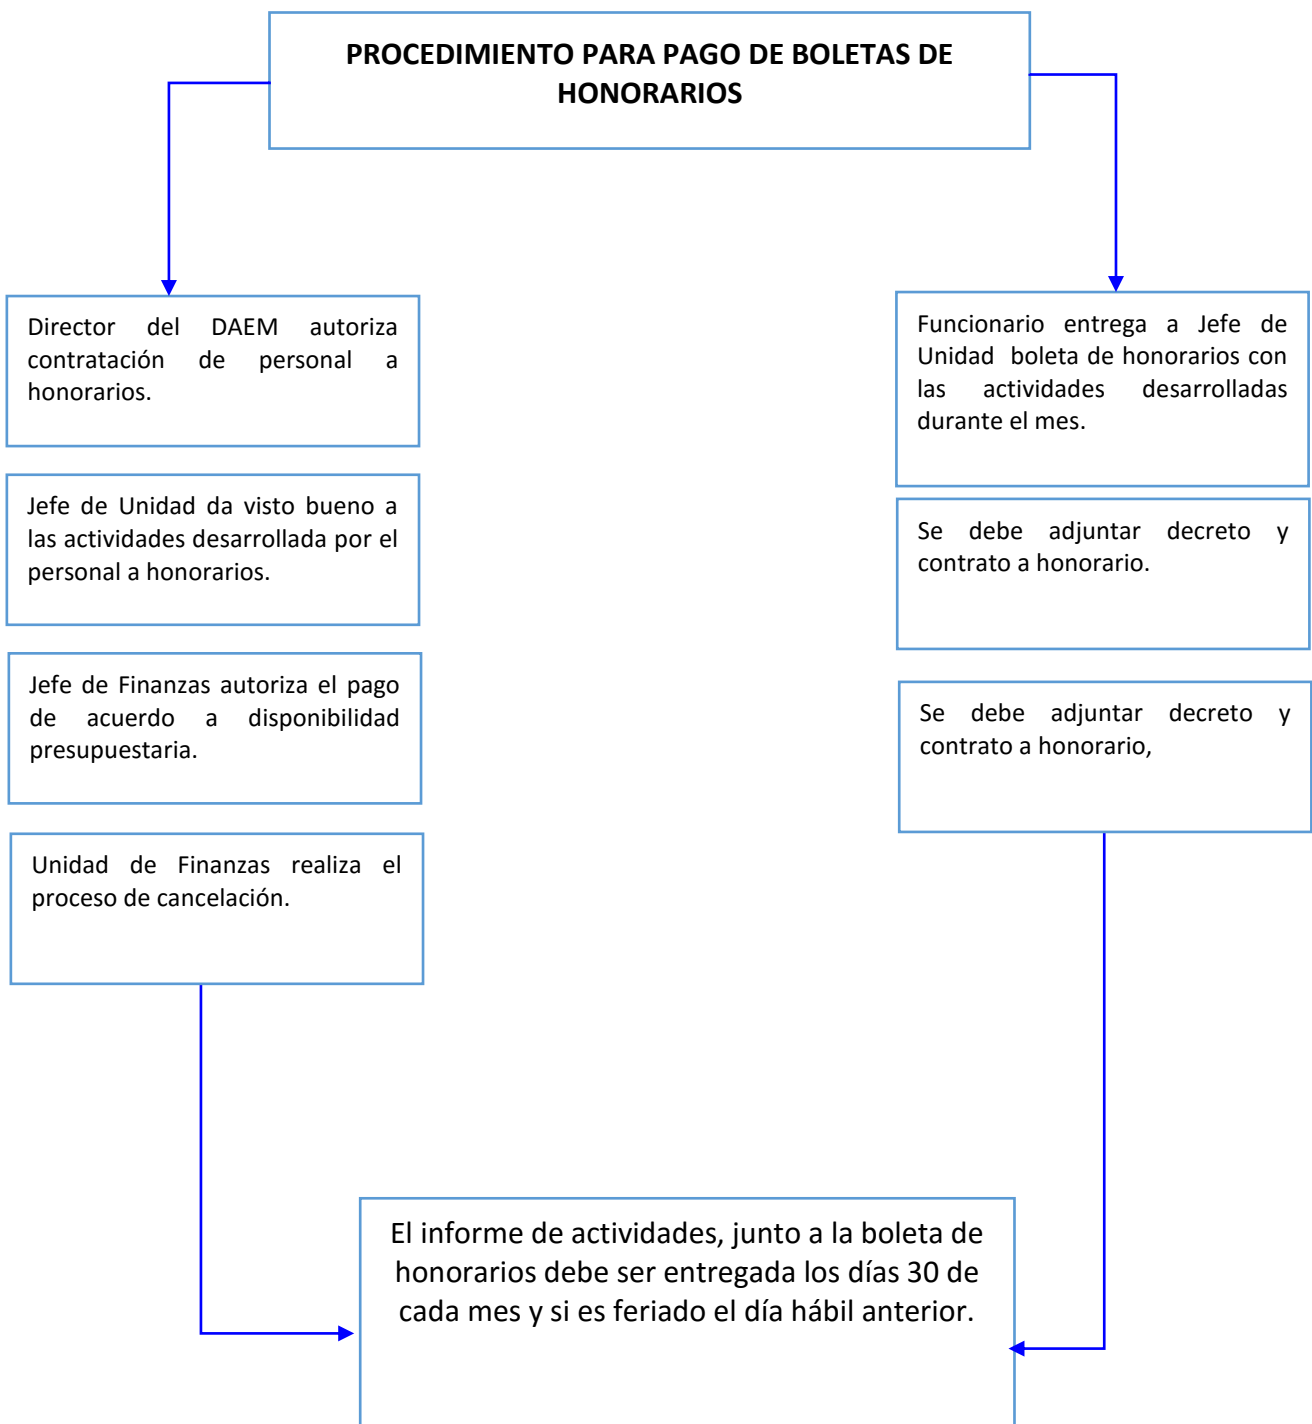 PROCEDIMIENTO PARA PAGO DE BOLETAS DE
HONORARIOS
Director del DAEM autoriza
contratación de personal a
honorarios.
Jefe de Unidad da visto bueno a
las actividades desarrollada por el
personal a honorarios.
Jefe de Finanzas autoriza el pago
de acuerdo a disponibilidad
presupuestaria.
Unidad de Finanzas realiza el
proceso de cancelación.
Funcionario entrega a Jefe de
Unidad boleta de honorarios con
las actividades desarrolladas
durante el mes.
Se debe adjuntar decreto y
contrato a honorario.
Se debe adjuntar decreto y
contrato a honorario,
El informe de actividades, junto a la boleta de
honorarios debe ser entregada los días 30 de
cada mes y si es feriado el día hábil anterior.